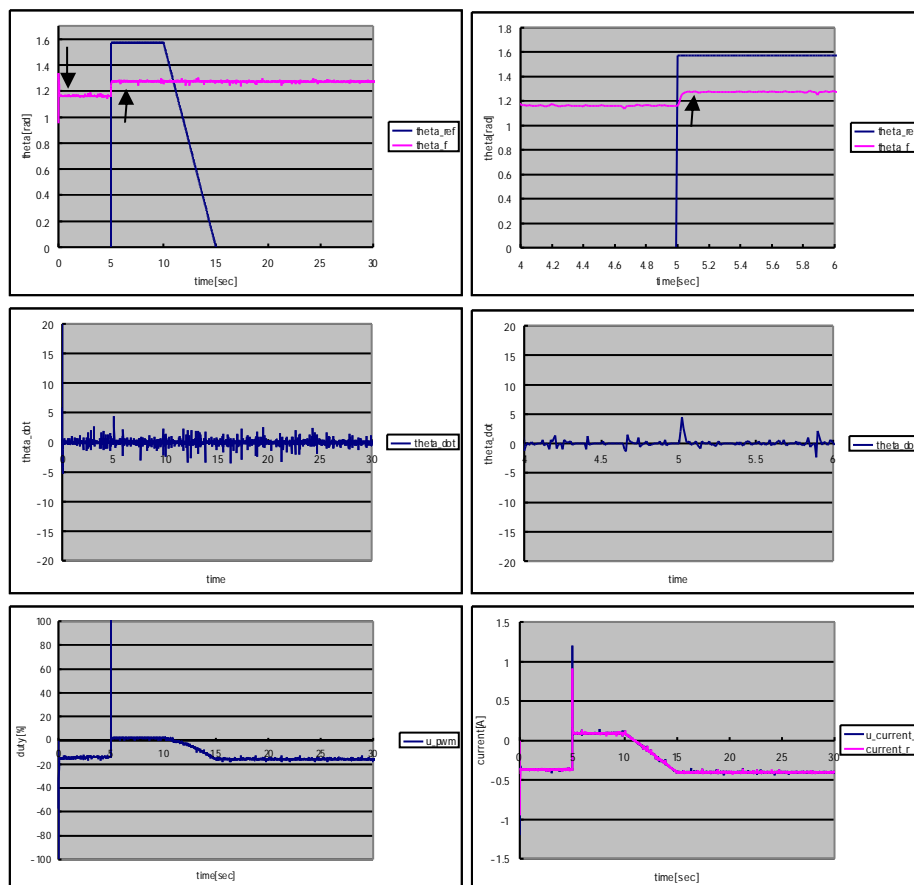 1.6
1.4
1.2
1
0.8
0.6
0.4
0.2
0
theta[rad]
0 5 10 15 20 25 30
time[sec]
theta_ref
theta_f
1.8
1.6
1.4
1.2
1
0.8
0.6
0.4
0.2
0
theta[rad]
4 4.2 4.4 4.6 4.8 5 5.2 5.4 5.6 5.8 6
time[sec]
theta_re
theta_f
20
15
10
5
0
-5
-10
-15
-20
theta_dot
0 5 10 15 20 25 30
time
theta_dot
20
15
10
5
0
-5
-10
-15
-20
theta_dot
4 4.5 5 5.5 6
time
theta_do
100
80
60
40
20
0
-20
-40
-60
-80
-100
duty[%]
0 5 10 15 20 25 30
time[sec]
u_pwm
1.5
1
0.5
0
-0.5
-1
-1.5
current[A]
0 5 10 15 20 25 30
time[sec]
u_current_
current_r